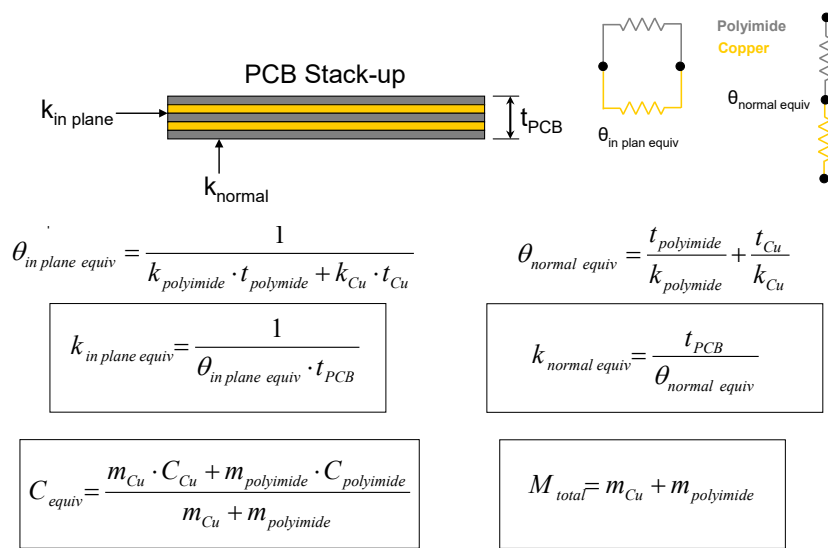 PCB Stack-up
Polyimide
Copper
k in plane
t PCB
k normal
θ in plan equiv
θ normal equiv
θ in plane equiv = 1 / (k polyimide · t polymide + k Cu · t Cu)
θ normal equiv = t polyimide / k polymide + t Cu / k Cu
k in plane equiv = 1 / (θ in plane equiv · t PCB)
k normal equiv = t PCB / θ normal equiv
C equiv = (m Cu · C Cu + m polyimide · C polyimide) / (m Cu + m polyimide)
M total = m Cu + m polyimide